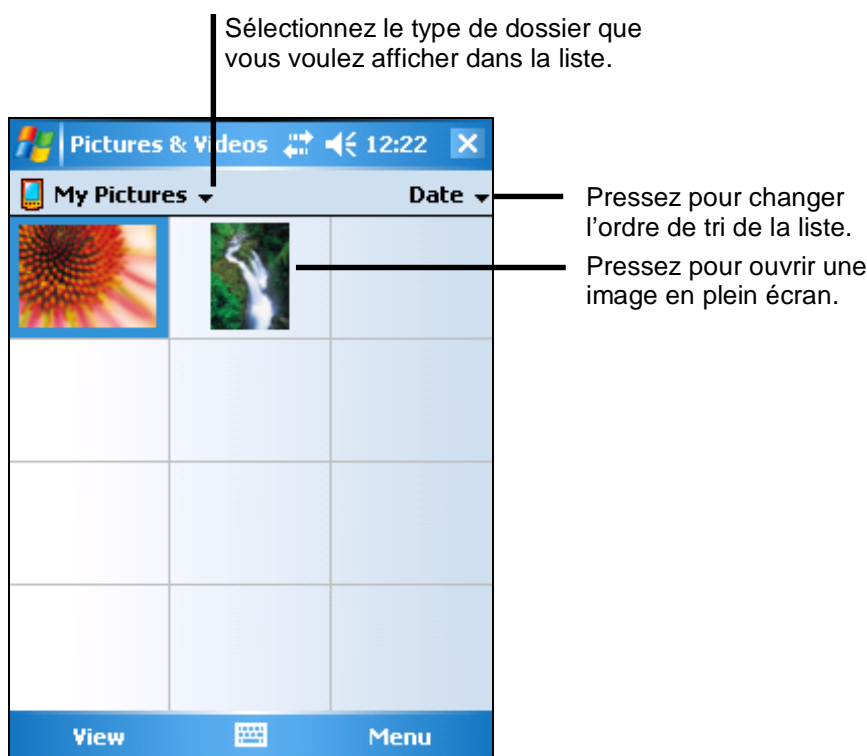 Sélectionnez le type de dossier que
vous voulez afficher dans la liste.
Pictures & Videos 12:22
My Pictures Date
Pressez pour changer
l’ordre de tri de la liste.
Pressez pour ouvrir une
image en plein écran.
View Menu